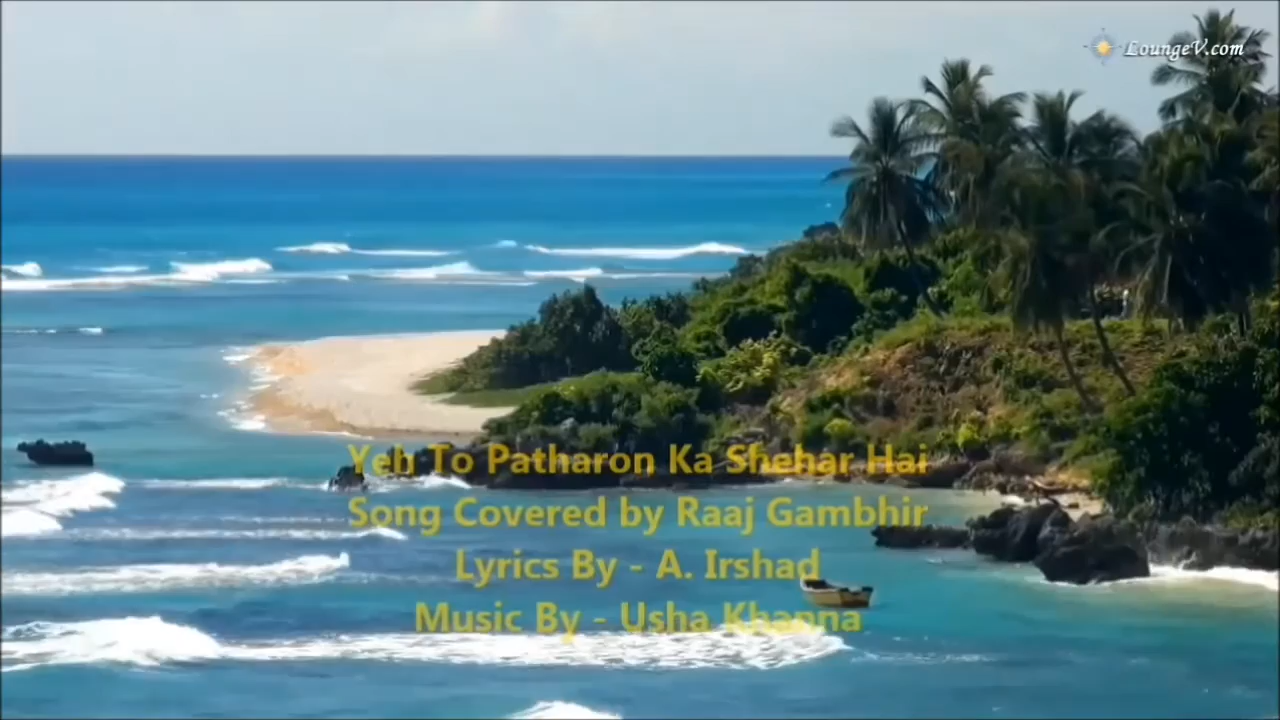 LoungeV.com
Yeh To Patharon Ka Shehar Hai
Song Covered by Raaj Gambhir
Lyrics By - A. Irshad
Music By - Usha Khanna